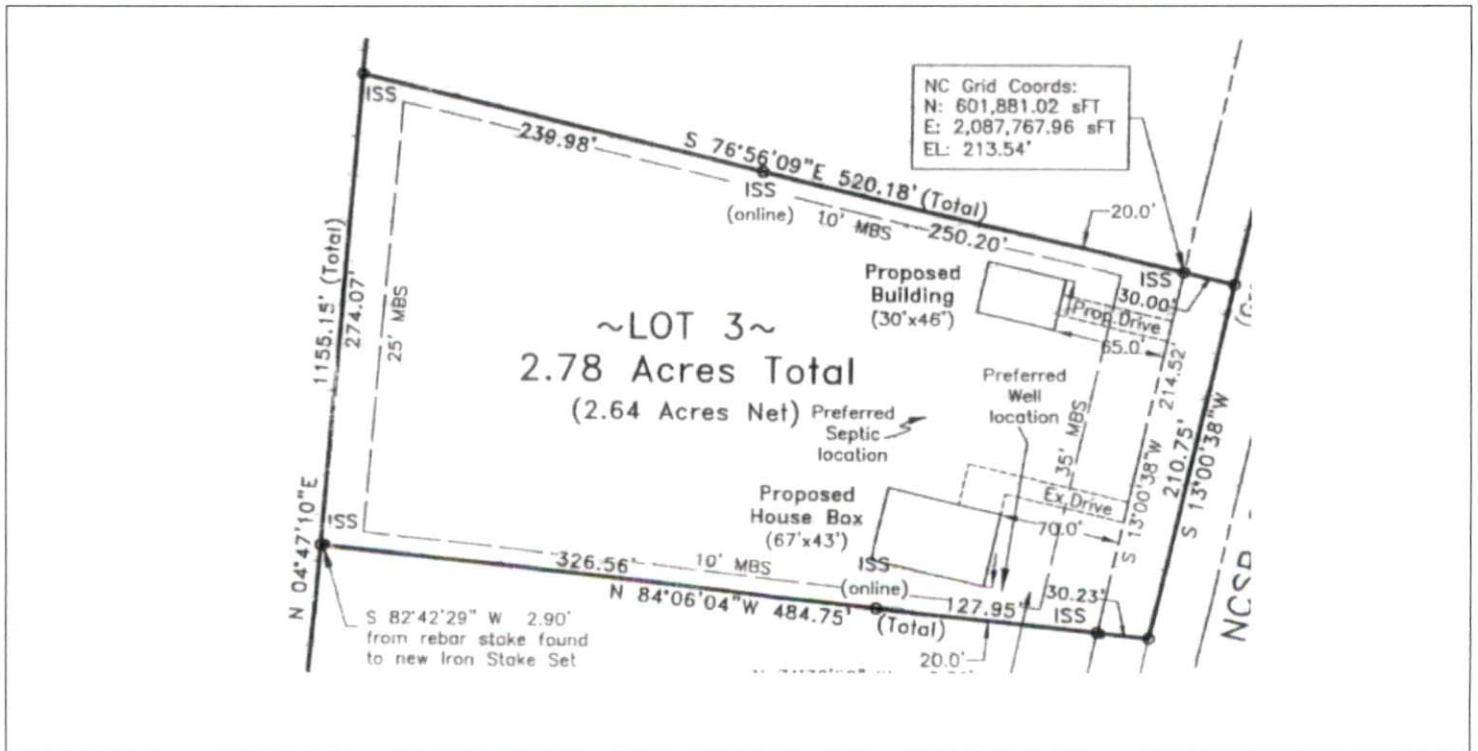 NC Grid Coords:
N: 601,881.02 sFT
E: 2,087,767.96 sFT
EL: 213.54'
ISS
239.98'
S 76°56'09"E 520.18' (Total)
ISS
(online)
10' MBS
250.20'
20.0'
ISS
30.00'
Proposed
Building
(30'x46')
Prop.Drive
65.0'
1155.15' (Total)
274.07'
25' MBS
~LOT 3~
2.78 Acres Total
(2.64 Acres Net)
Preferred
Septic
location
Preferred
Well
location
35' MBS
S 13°00'38"W 214.52'
210.75'
S 13°00'38"W
NCSR
Proposed
House Box
(67'x43')
Ex.Drive
70.0'
N 04°47'10"E
ISS
326.56'
10' MBS
ISS
(online)
N 84°06'04"W 484.75' (Total)
127.95'
ISS
30.23'
20.0'
S 82°42'29" W 2.90'
from rebar stake found
to new Iron Stake Set